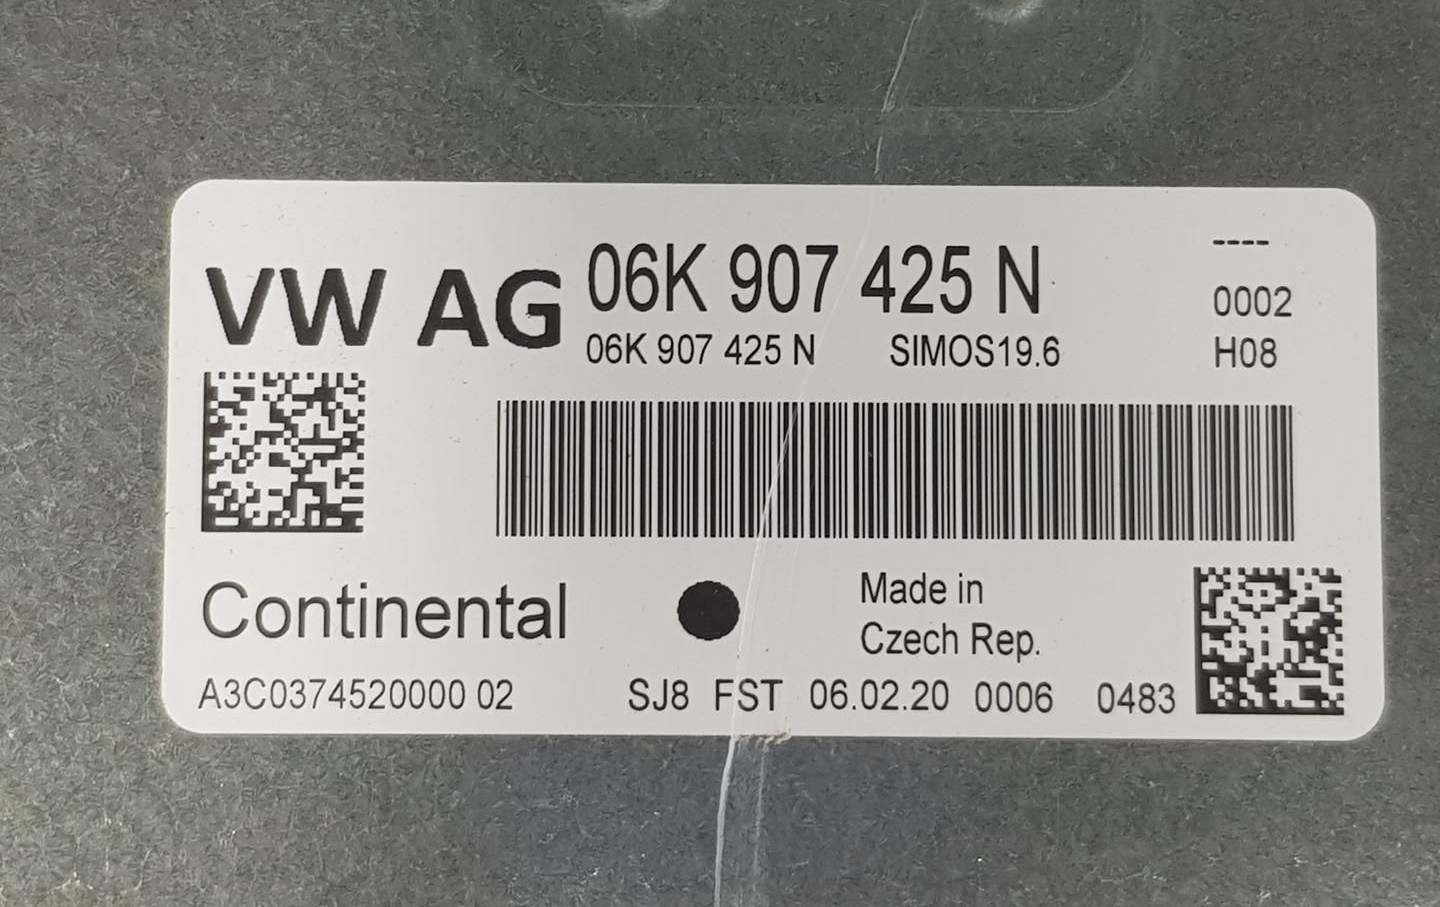 VW AG 06K 907 425 N ----
06K 907 425 N SIMOS19.6 0002
H08
Continental Made in
Czech Rep.
A3C0374520000 02 SJ8 FST 06.02.20 0006 0483